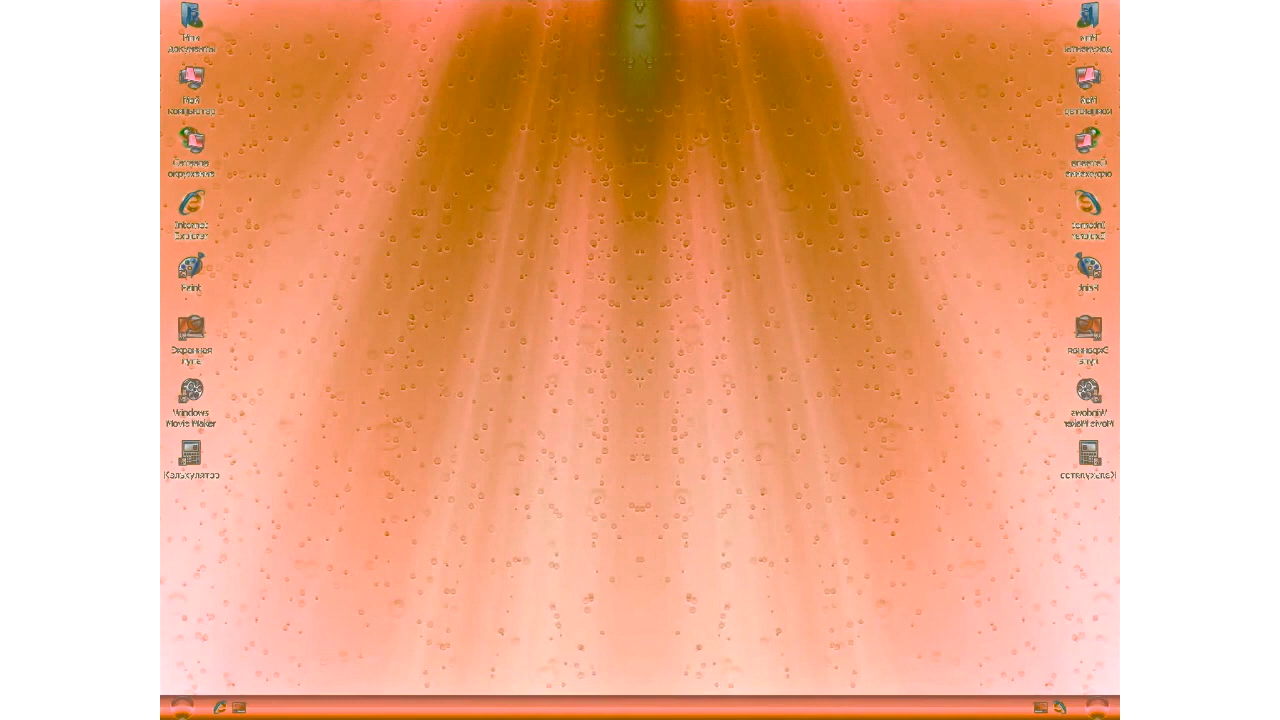 Мои
документы
Мой
компьютер
Сетевое
окружение
Internet
Explorer
Paint
Экранная
лупа
Windows
Movie Maker
Калькулятор